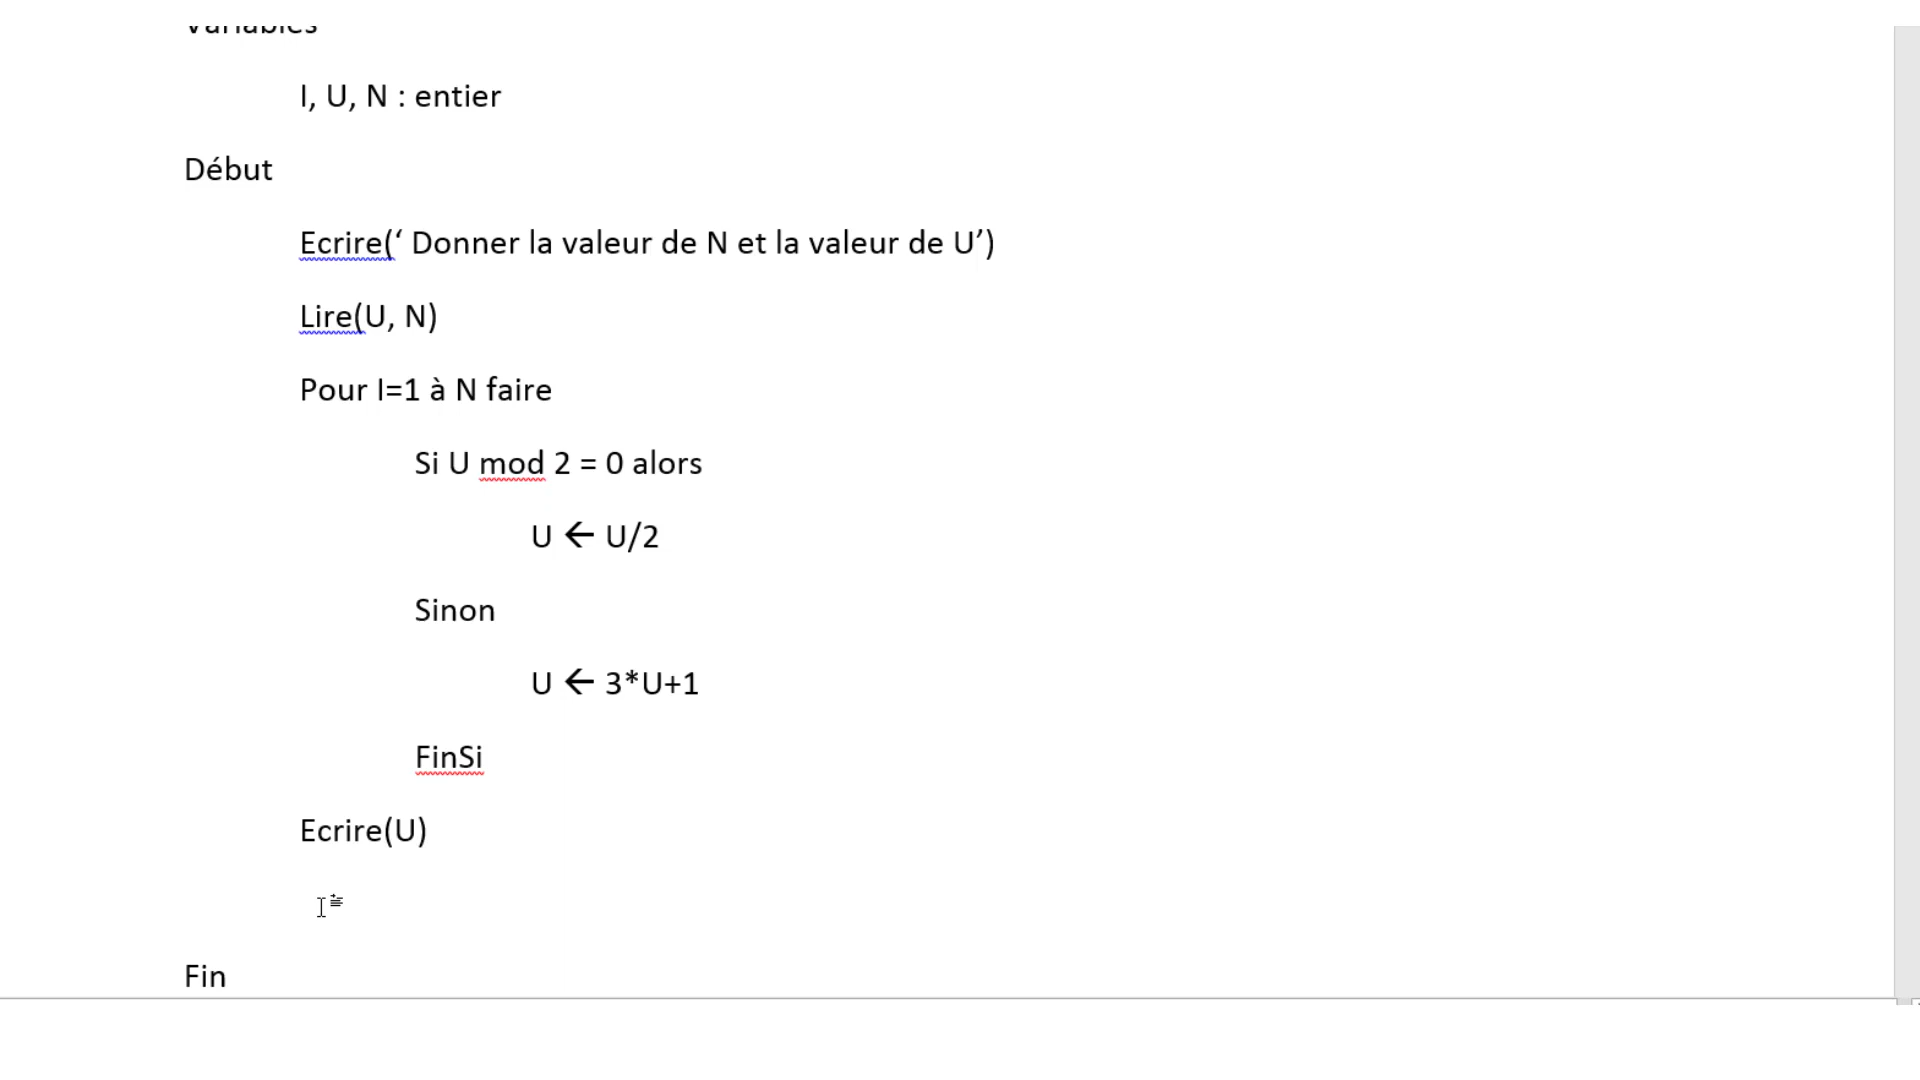 Variables
I, U, N : entier
Début
Ecrire(‘ Donner la valeur de N et la valeur de U’)
Lire(U, N)
Pour I=1 à N faire
Si U mod 2 = 0 alors
U ← U/2
Sinon
U ← 3*U+1
FinSi
Ecrire(U)
Fin